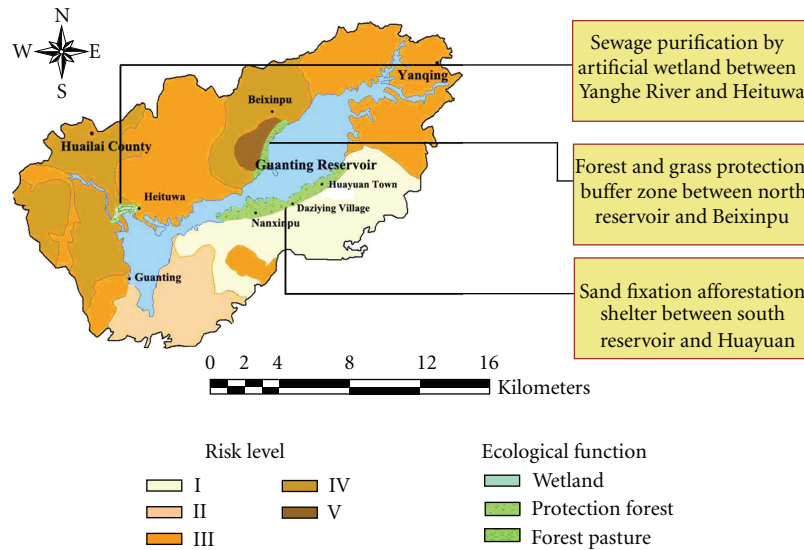 N
W E
S
Yanqing
Beixinpu
Huailai County
Guanting Reservoir
Huayuan Town
Heituwa
Daziying Village
Nanxinpu
Guanting
Sewage purification by
artificial wetland between
Yanghe River and Heituwa
Forest and grass protection
buffer zone between north
reservoir and Beixinpu
Sand fixation afforestation
shelter between south
reservoir and Huayuan
0 2 4 8 12 16
Kilometers
Risk level
I
II
III
IV
V
Ecological function
Wetland
Protection forest
Forest pasture